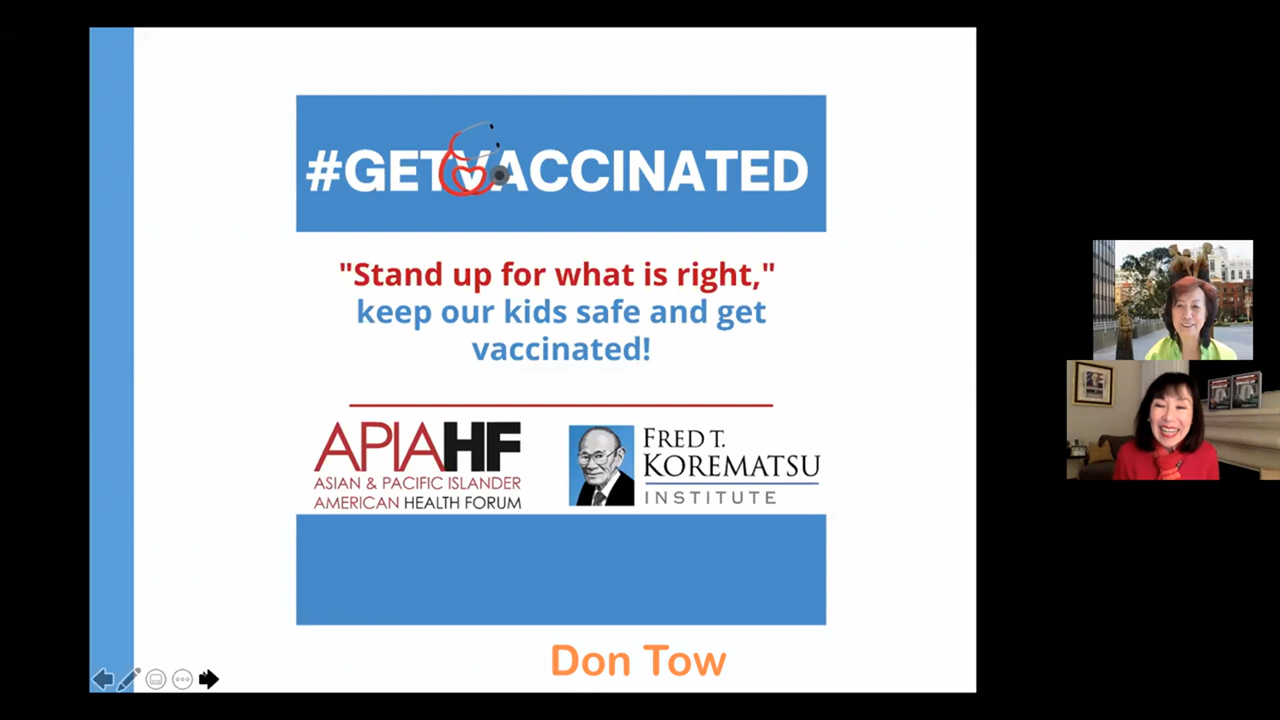 #GETVACCINATED
"Stand up for what is right,"
keep our kids safe and get
vaccinated!
APIAHF
ASIAN & PACIFIC ISLANDER
AMERICAN HEALTH FORUM
FRED T.
KOREMATSU
INSTITUTE
Don Tow